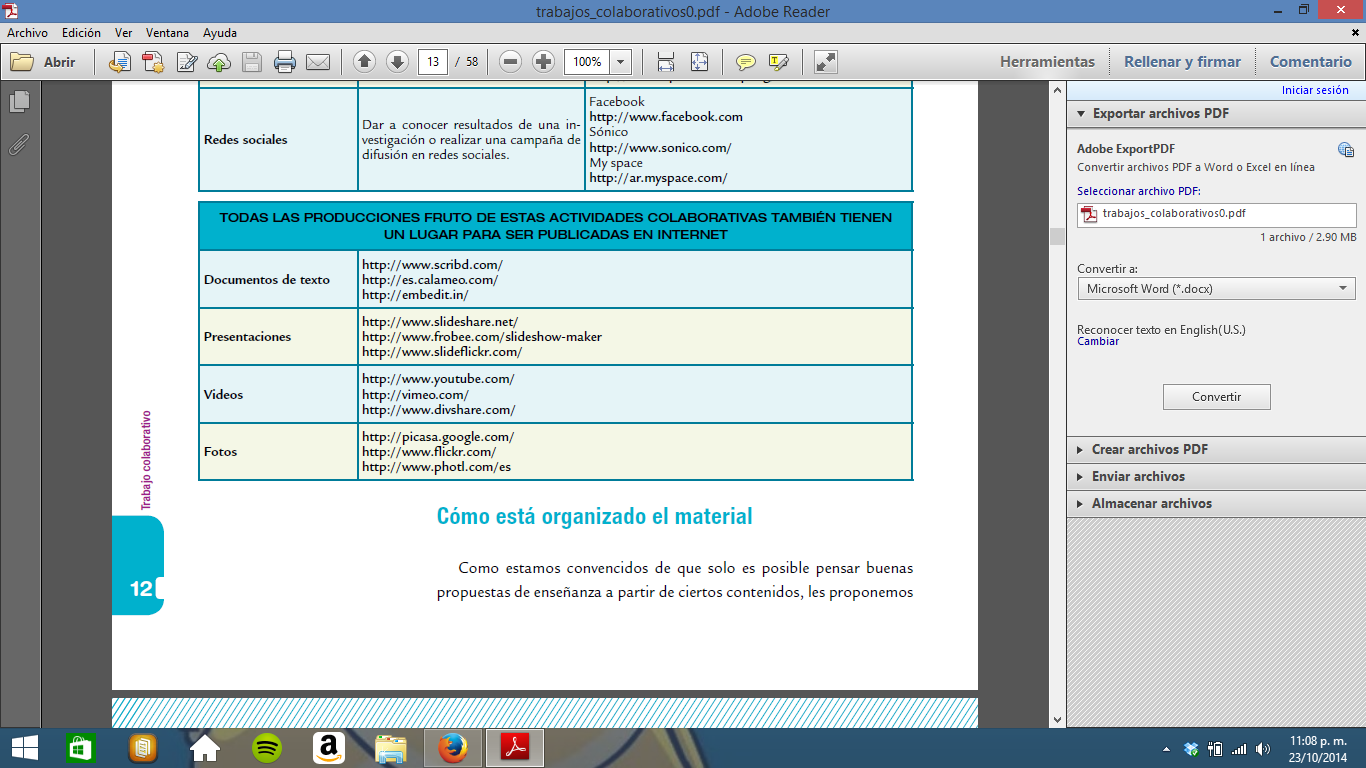 trabajos_colaborativos0.pdf - Adobe Reader
Archivo Edición Ver Ventana Ayuda
Abrir 13 / 58 100% Herramientas Rellenar y firmar Comentario
Redes sociales
Dar a conocer resultados de una in-
vestigación o realizar una campaña de
difusión en redes sociales.
Facebook
http://www.facebook.com
Sónico
http://www.sonico.com/
My space
http://ar.myspace.com/
TODAS LAS PRODUCCIONES FRUTO DE ESTAS ACTIVIDADES COLABORATIVAS TAMBIÉN TIENEN
UN LUGAR PARA SER PUBLICADAS EN INTERNET
Documentos de texto
http://www.scribd.com/
http://es.calameo.com/
http://embedit.in/
Presentaciones
http://www.slideshare.net/
http://www.frobee.com/slideshow-maker
http://www.slideflickr.com/
Videos
http://www.youtube.com/
http://vimeo.com/
http://www.divshare.com/
Fotos
http://picasa.google.com/
http://www.flickr.com/
http://www.photl.com/es
Trabajo colaborativo
12
Cómo está organizado el material
Como estamos convencidos de que solo es posible pensar buenas
propuestas de enseñanza a partir de ciertos contenidos, les proponemos
Iniciar sesión
Exportar archivos PDF
Adobe ExportPDF
Convertir archivos PDF a Word o Excel en línea
Seleccionar archivo PDF:
trabajos_colaborativos0.pdf
1 archivo / 2.90 MB
Convertir a:
Microsoft Word (*.docx)
Reconocer texto en English(U.S.)
Cambiar
Convertir
Crear archivos PDF
Enviar archivos
Almacenar archivos
11:08 p. m.
23/10/2014